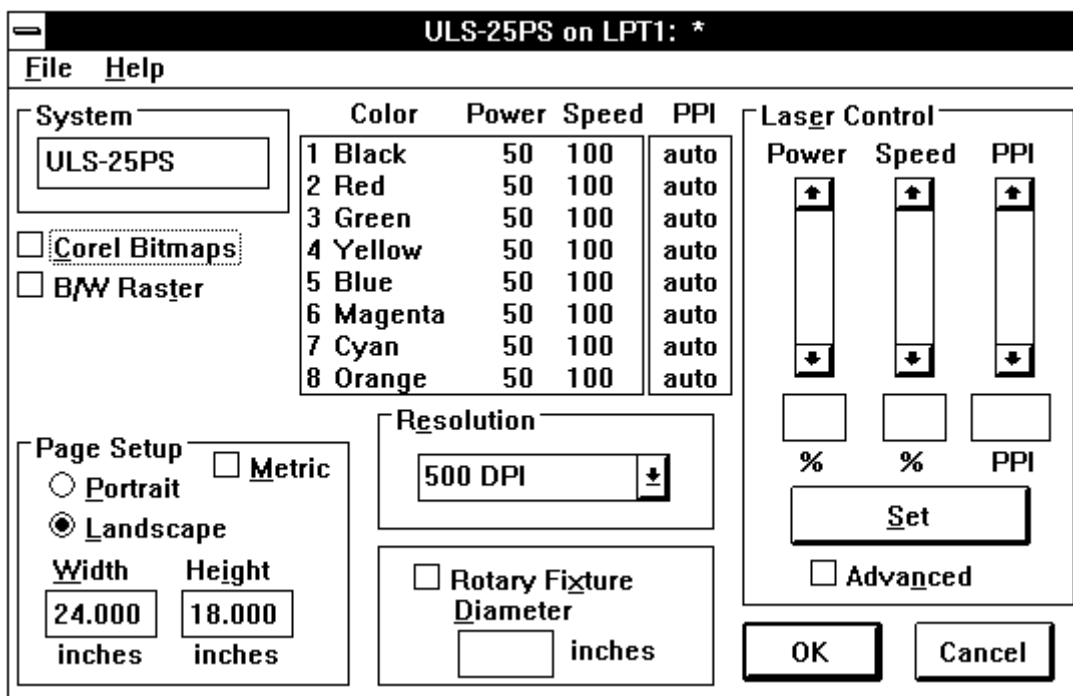 ULS-25PS on LPT1: *
File Help
System
ULS-25PS
Corel Bitmaps
B/W Raster
Color Power Speed PPI
1 Black 50 100 auto
2 Red 50 100 auto
3 Green 50 100 auto
4 Yellow 50 100 auto
5 Blue 50 100 auto
6 Magenta 50 100 auto
7 Cyan 50 100 auto
8 Orange 50 100 auto
Laser Control
Power Speed PPI
% % PPI
Set
Advanced
Page Setup
Metric
Portrait
Landscape
Width Height
24.000 18.000
inches inches
Resolution
500 DPI
Rotary Fixture
Diameter
inches
OK Cancel